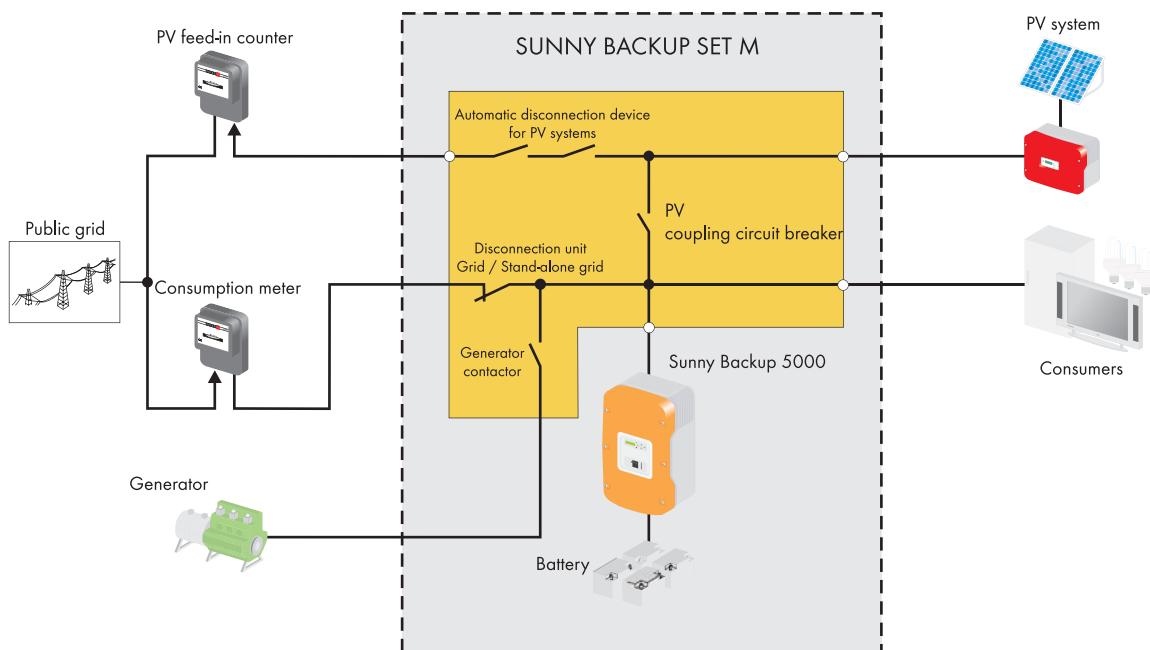 PV feed-in counter
SUNNY BACKUP SET M
PV system
Automatic disconnection device
for PV systems
PV
coupling circuit breaker
Public grid
Disconnection unit
Grid / Stand-alone grid
Consumption meter
Generator
contactor
Sunny Backup 5000
Consumers
Generator
Battery